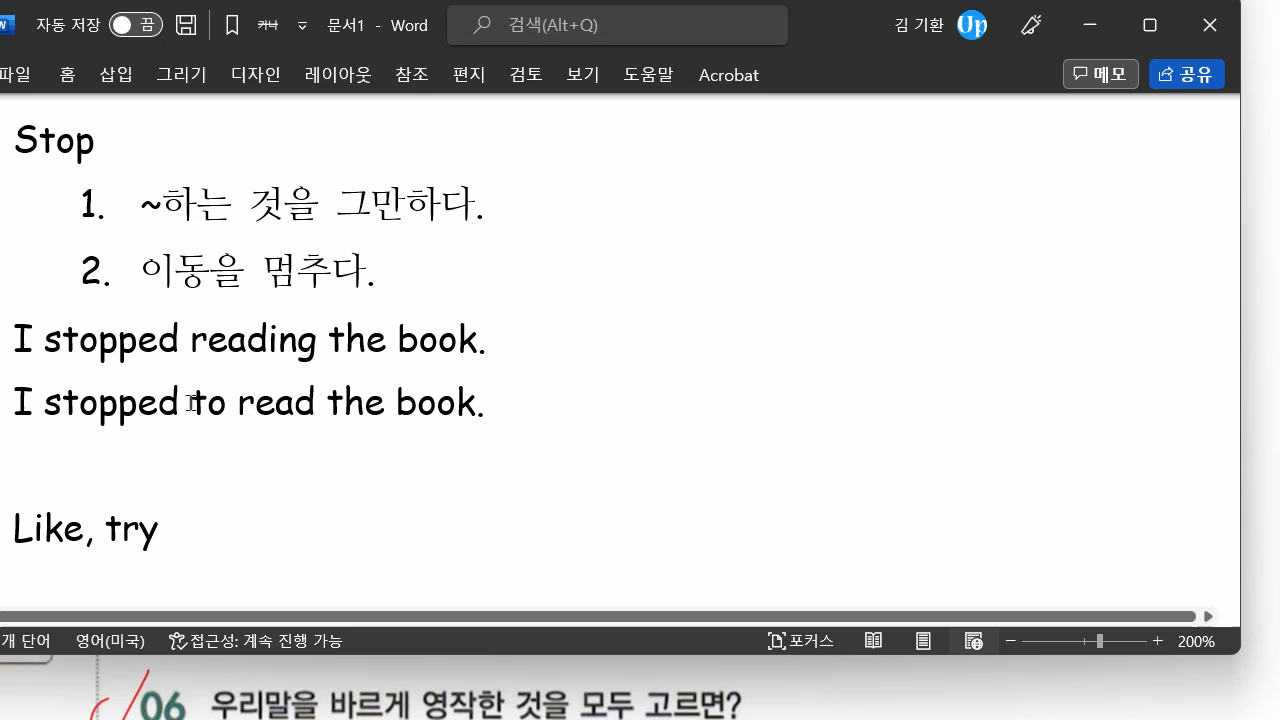 자동 저장 끔 가나 문서1 - Word 검색(Alt+Q) 김 기환 Up
파일 홈 삽입 그리기 디자인 레이아웃 참조 편지 검토 보기 도움말 Acrobat 메모 공유
Stop
1. ~하는 것을 그만하다.
2. 이동을 멈추다.
I stopped reading the book.
I stopped to read the book.
Like, try
개 단어 영어(미국) 접근성: 계속 진행 가능 포커스 200%
06 우리말을 바르게 영작한 것을 모두 고르면?